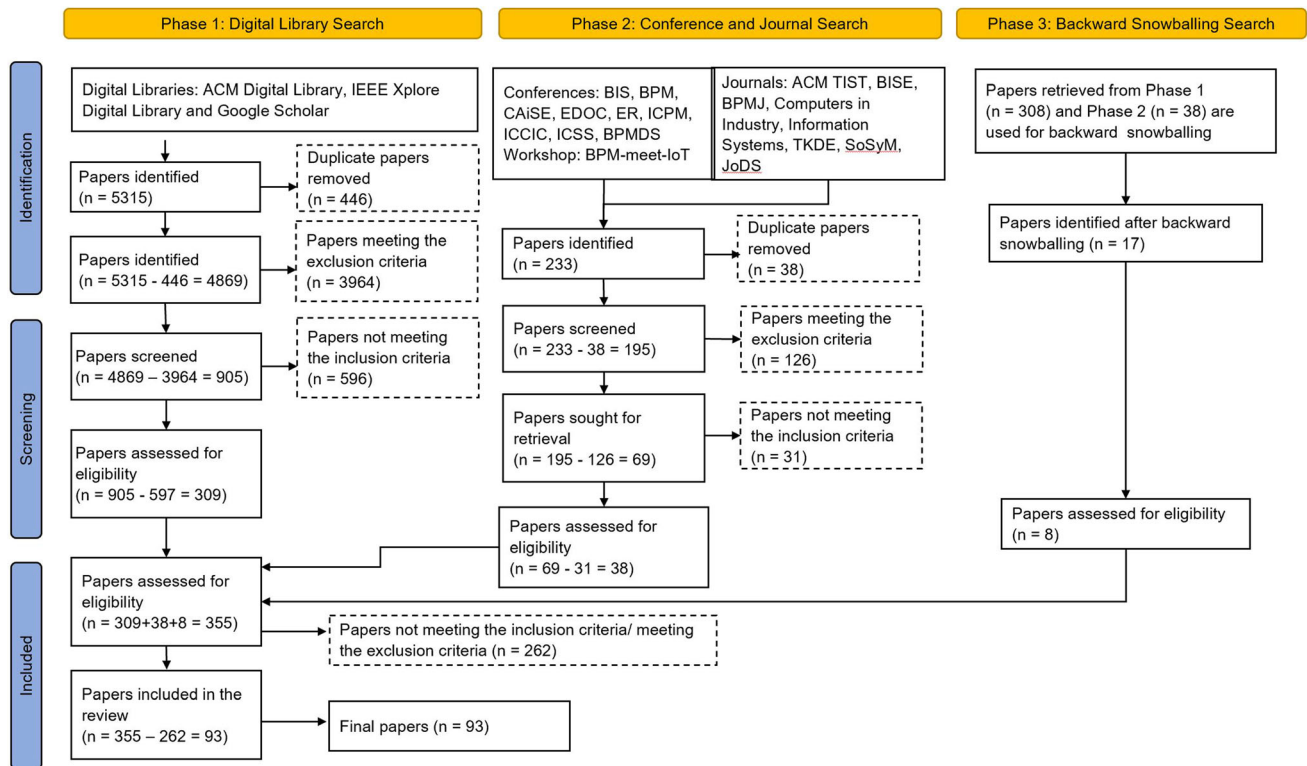 Phase 1: Digital Library Search
Phase 2: Conference and Journal Search
Phase 3: Backward Snowballing Search
Identification
Screening
Included
Digital Libraries: ACM Digital Library, IEEE Xplore
Digital Library and Google Scholar
Papers identified
(n = 5315)
Duplicate papers
removed
(n = 446)
Papers identified
(n = 5315 - 446 = 4869)
Papers meeting the
exclusion criteria
(n = 3964)
Papers screened
(n = 4869 – 3964 = 905)
Papers not meeting
the inclusion criteria
(n = 596)
Papers assessed for
eligibility
(n = 905 - 597 = 309)
Papers assessed for
eligibility
(n = 309+38+8 = 355)
Papers not meeting the inclusion criteria/ meeting
the exclusion criteria (n = 262)
Papers included in the
review
(n = 355 – 262 = 93)
Final papers (n = 93)
Conferences: BIS, BPM,
CAiSE, EDOC, ER, ICPM,
ICCIC, ICSS, BPMDS
Workshop: BPM-meet-IoT
Journals: ACM TIST, BISE,
BPMJ, Computers in
Industry, Information
Systems, TKDE, SoSyM,
JoDS
Papers identified
(n = 233)
Duplicate papers
removed
(n = 38)
Papers screened
(n = 233 - 38 = 195)
Papers meeting the
exclusion criteria
(n = 126)
Papers sought for
retrieval
(n = 195 - 126 = 69)
Papers not meeting
the inclusion criteria
(n = 31)
Papers assessed for
eligibility
(n = 69 - 31 = 38)
Papers retrieved from Phase 1
(n = 308) and Phase 2 (n = 38) are
used for backward snowballing
Papers identified after backward
snowballing (n = 17)
Papers assessed for eligibility
(n = 8)